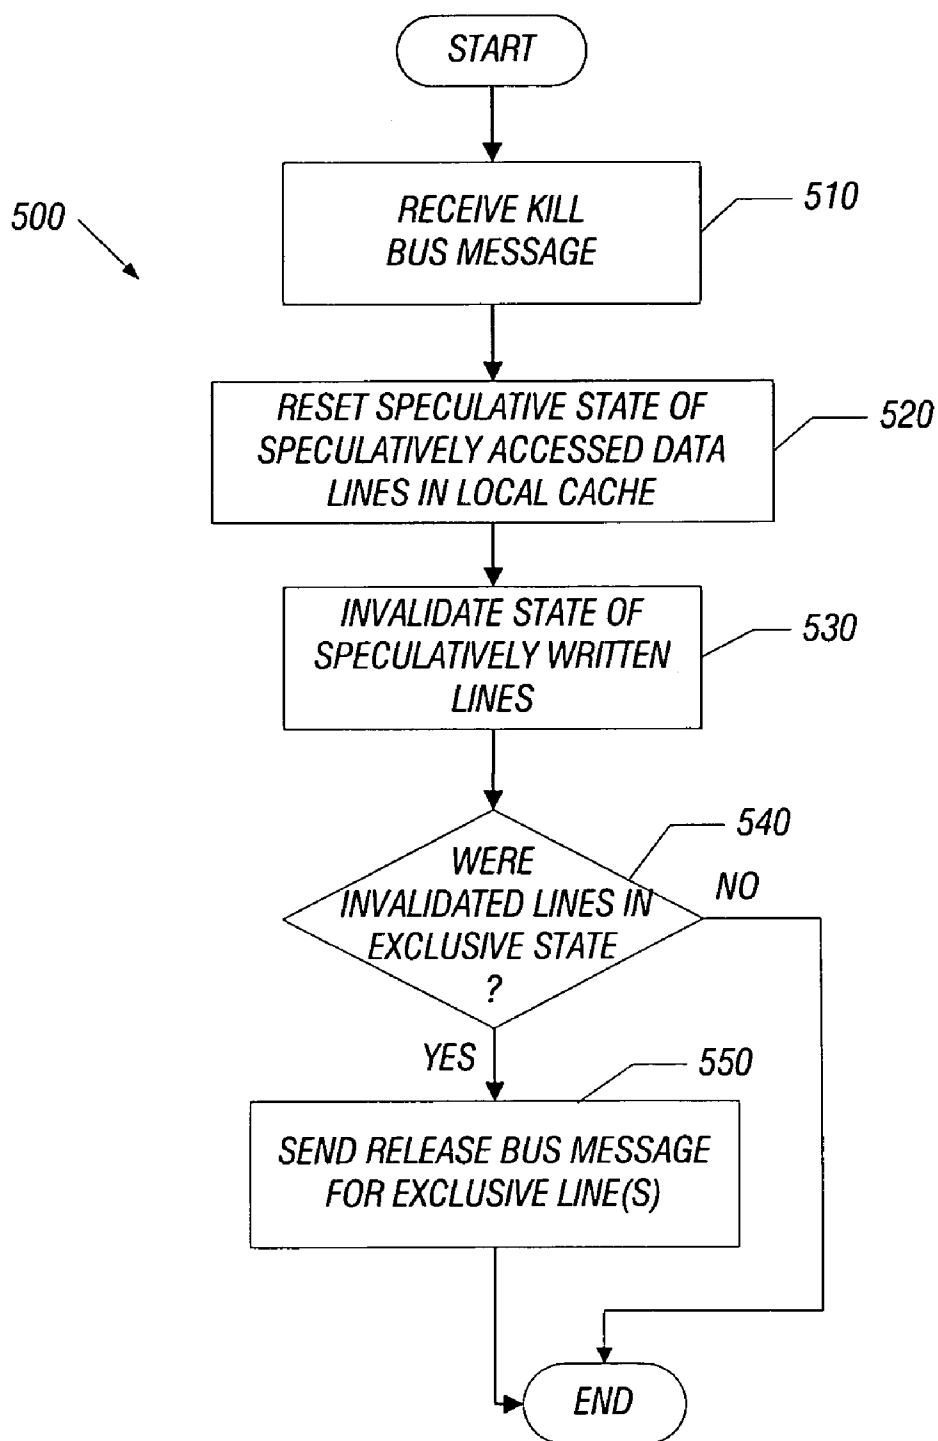 START
500
RECEIVE KILL
BUS MESSAGE
510
RESET SPECULATIVE STATE OF
SPECULATIVELY ACCESSED DATA
LINES IN LOCAL CACHE
520
INVALIDATE STATE OF
SPECULATIVELY WRITTEN
LINES
530
540
WERE
INVALIDATED LINES IN
EXCLUSIVE STATE
?
NO
YES
550
SEND RELEASE BUS MESSAGE
FOR EXCLUSIVE LINE(S)
END